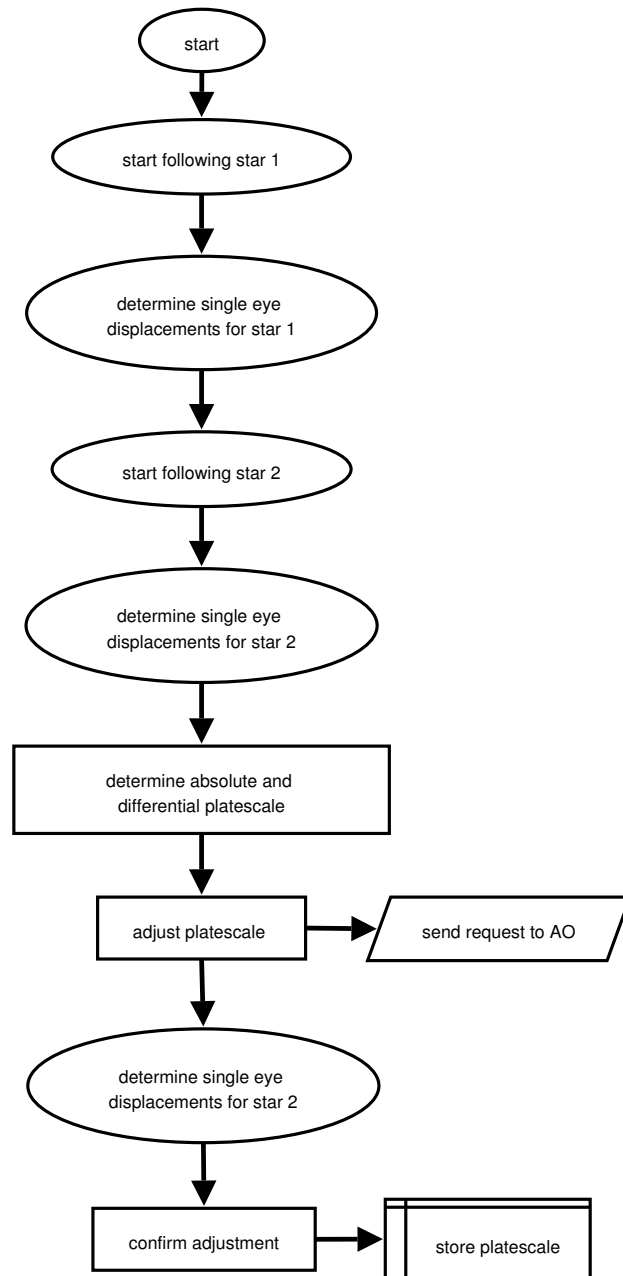 start
start following star 1
determine single eye
displacements for star 1
start following star 2
determine single eye
displacements for star 2
determine absolute and
differential platescale
adjust platescale
send request to AO
determine single eye
displacements for star 2
confirm adjustment
store platescale